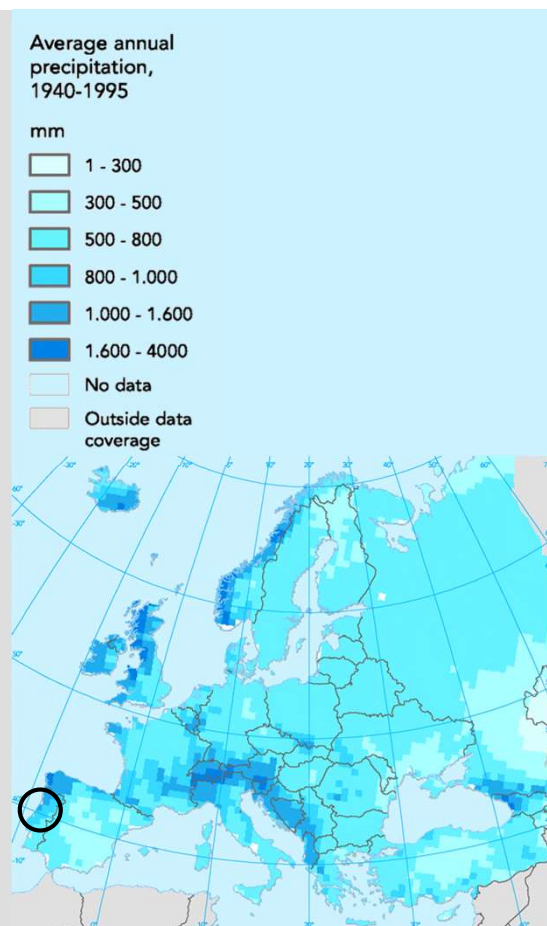 Average annual
precipitation,
1940-1995
mm
1 - 300
300 - 500
500 - 800
800 - 1.000
1.000 - 1.600
1.600 - 4000
No data
Outside data
coverage